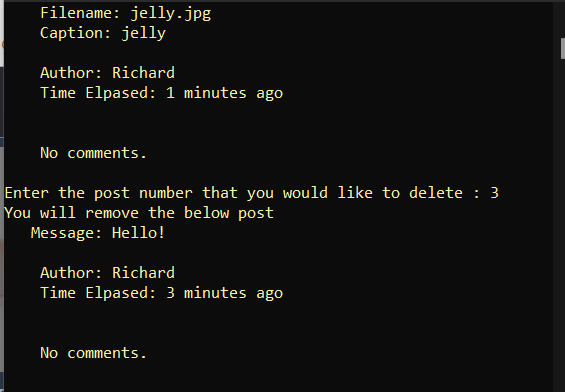 Filename: jelly.jpg
Caption: jelly
Author: Richard
Time Elpased: 1 minutes ago
No comments.
Enter the post number that you would like to delete : 3
You will remove the below post
Message: Hello!
Author: Richard
Time Elpased: 3 minutes ago
No comments.